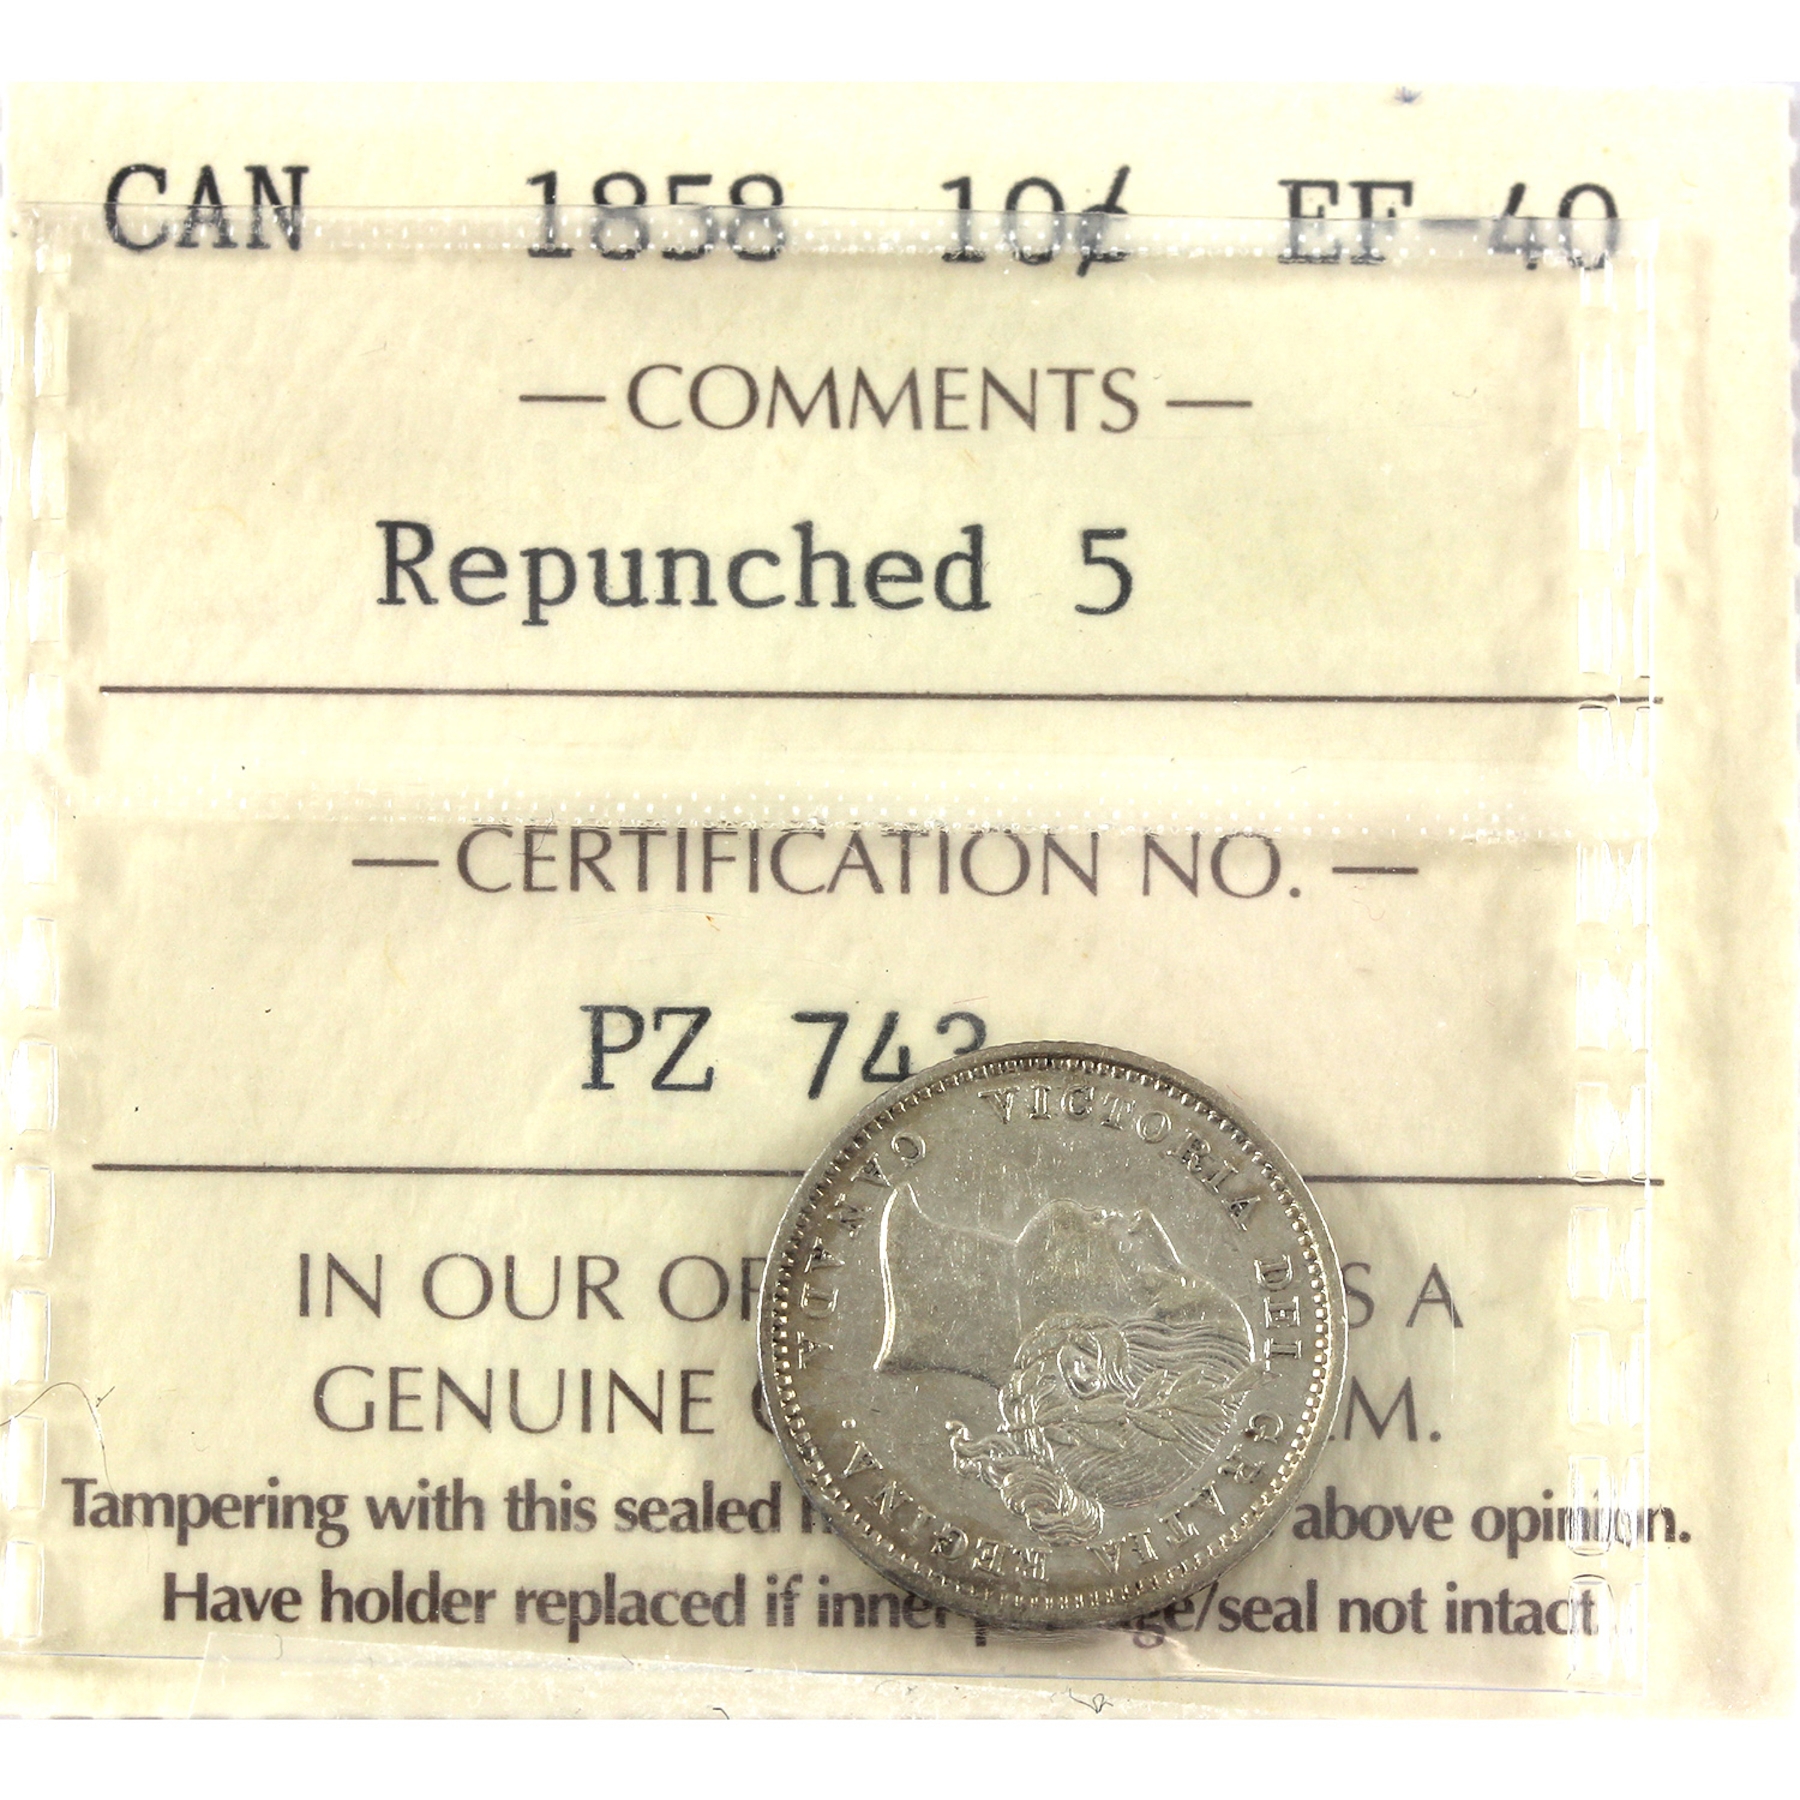 CAN 1858 10¢ EF-40
— COMMENTS —
Repunched 5
— CERTIFICATION NO. —
PZ 743
VICTORIA DEI GRATIA REGINA.
CANADA
IN OUR S A
GENUINE M.
Tampering with this sealed above opinion.
Have holder replaced if inner /seal not intact.